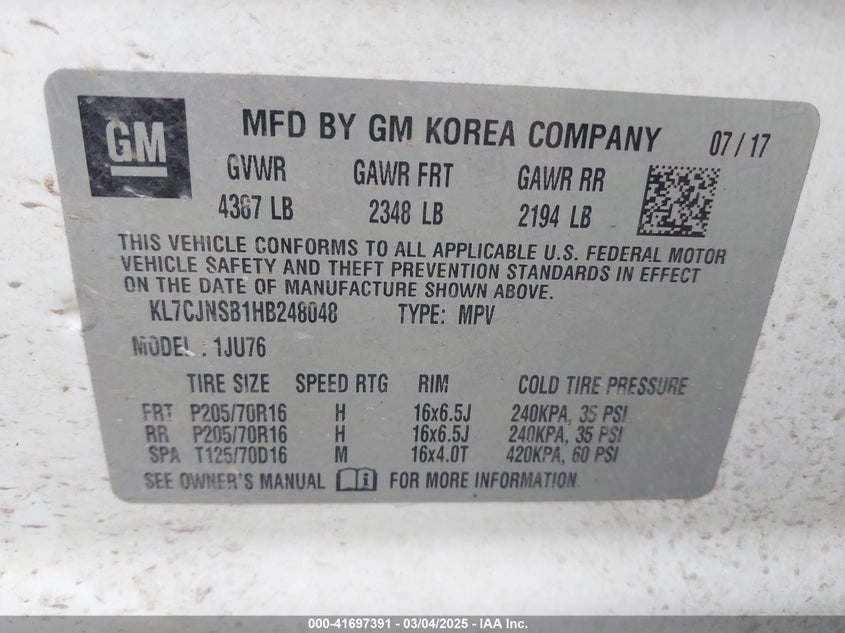 GM
MFD BY GM KOREA COMPANY 07/17
GVWR GAWR FRT GAWR RR
4387 LB 2348 LB 2194 LB
THIS VEHICLE CONFORMS TO ALL APPLICABLE U.S. FEDERAL MOTOR
VEHICLE SAFETY AND THEFT PREVENTION STANDARDS IN EFFECT
ON THE DATE OF MANUFACTURE SHOWN ABOVE.
KL7CJNSB1HB248048 TYPE: MPV
MODEL: 1JU76
TIRE SIZE SPEED RTG RIM COLD TIRE PRESSURE
FRT P205/70R16 H 16x6.5J 240KPA, 35 PSI
RR P205/70R16 H 16x6.5J 240KPA, 35 PSI
SPA T125/70D16 M 16x4.0T 420KPA, 60 PSI
SEE OWNER'S MANUAL FOR MORE INFORMATION
000-41697391 - 03/04/2025 - IAA Inc.